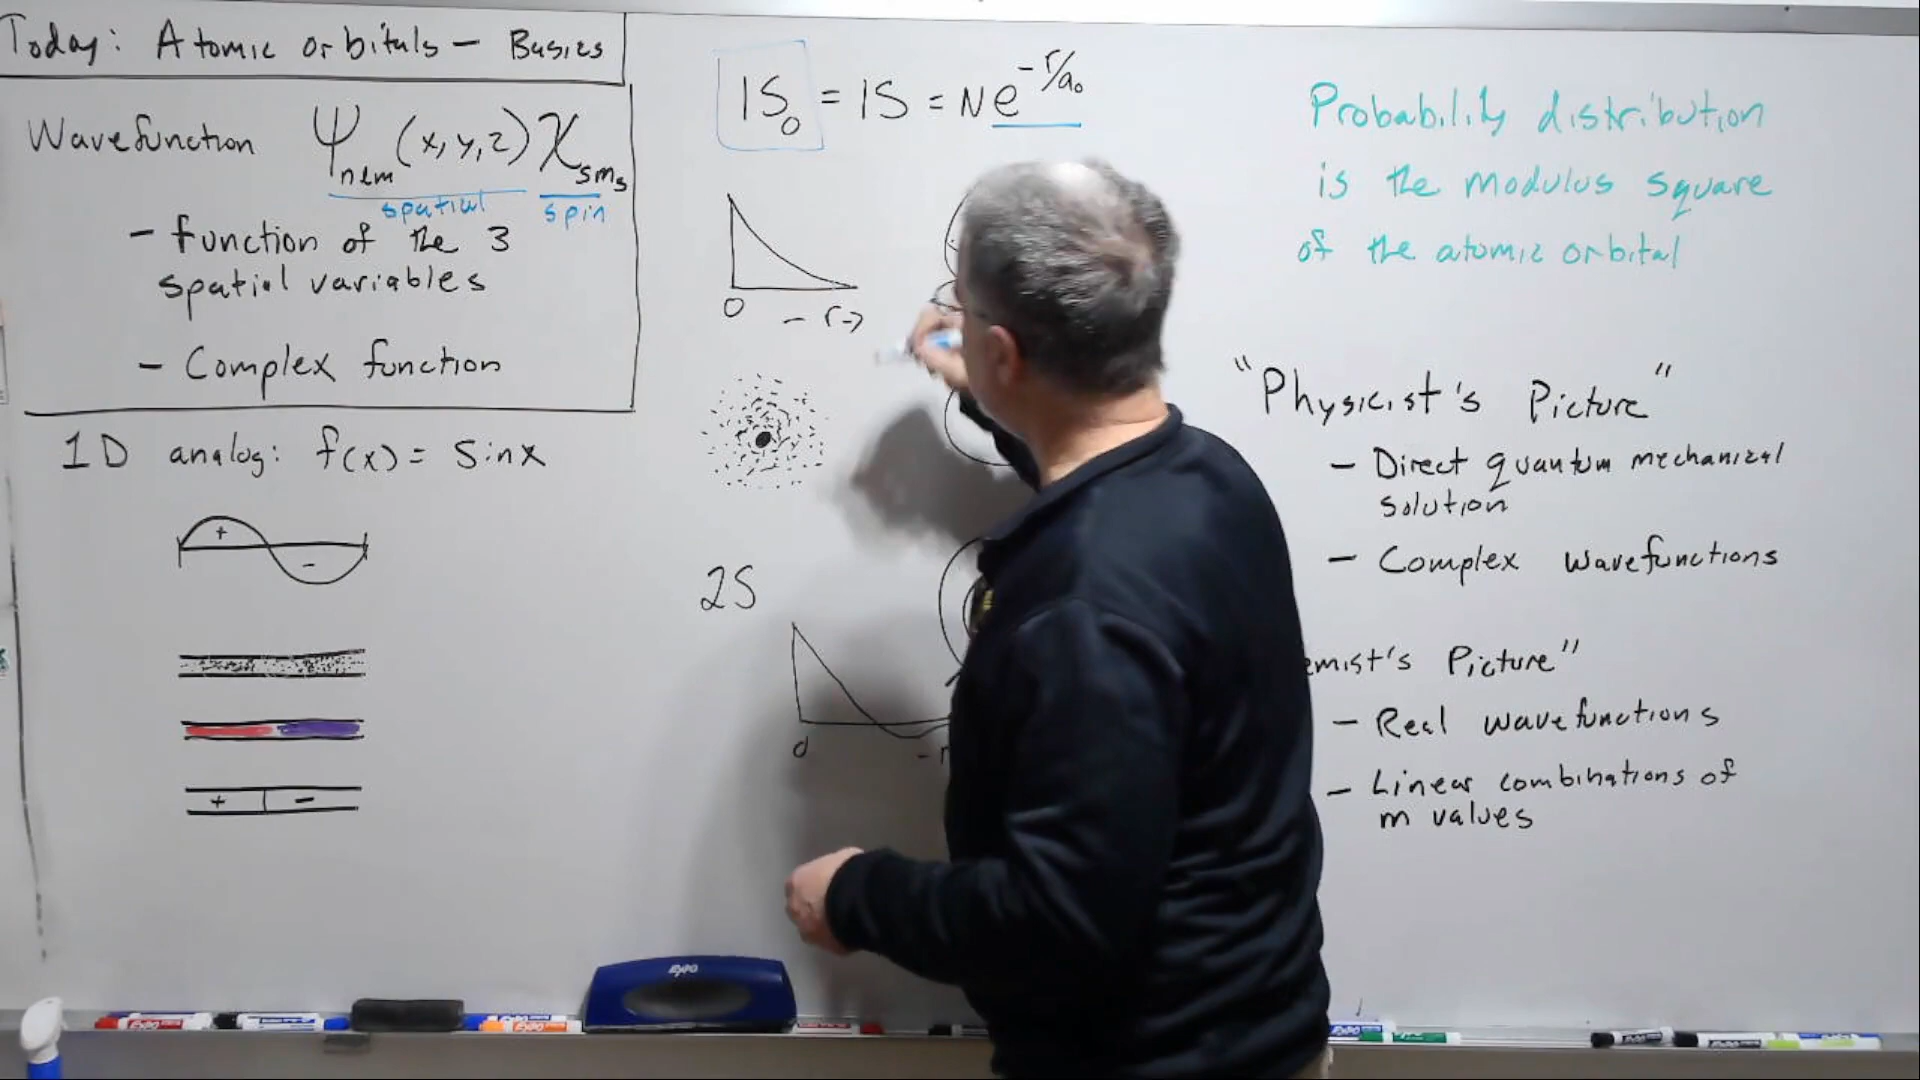 Today: Atomic orbitals – Basics
Wavefunction ψnlm (x, y, z) χsms
spatial spin
– function of the 3
spatial variables
– Complex function
1D analog: f(x) = sinx
+
-
+ -
1S0 = 1S = Ne^-r/a0
0 – r→
2S
0 – r
Probability distribution
is the modulus square
of the atomic orbital
"Physicist's Picture"
– Direct quantum mechanical
solution
– Complex wavefunctions
emist's Picture"
– Real wavefunctions
– Linear combinations of
m values
EXPO